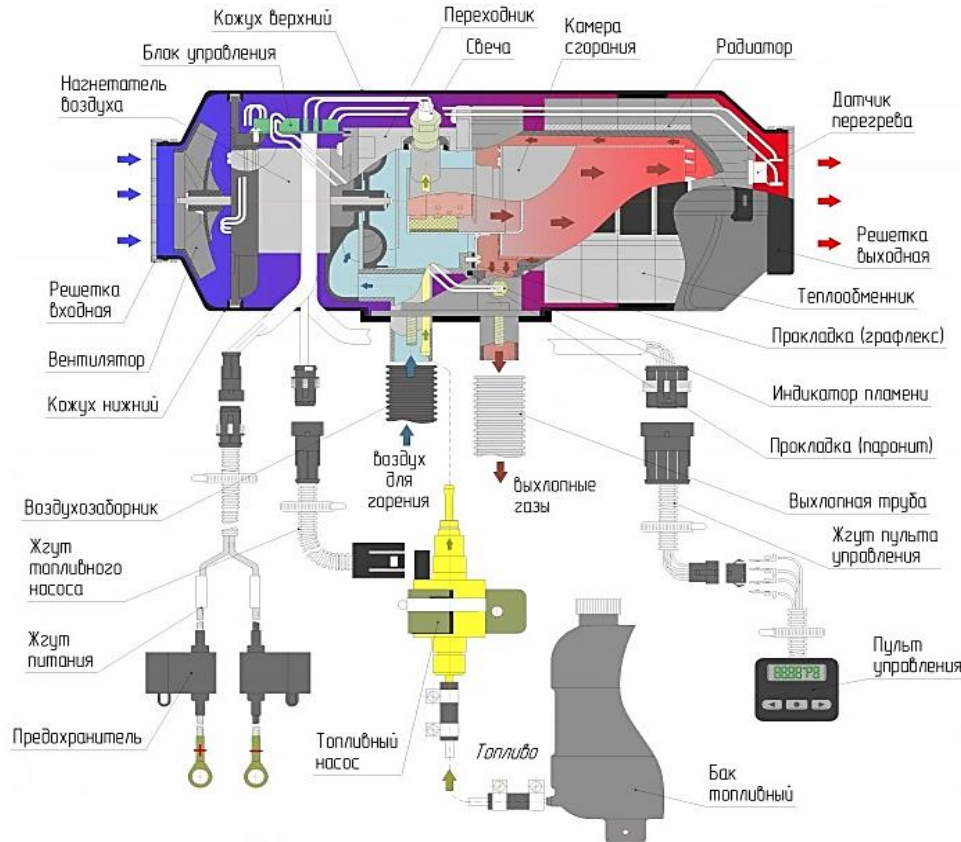 Кожух верхний
Переходник
Камера
сгорания
Блок управления
Свеча
Радиатор
Нагнетатель
воздуха
Датчик
перегрева
Решетка
входная
Решетка
выходная
Вентилятор
Теплообменник
Кожух нижний
Прокладка (графлекс)
Индикатор пламени
Прокладка (паронит)
воздух
для
горения
выхлопные
газы
Воздухозаборник
Выхлопная труба
Жгут
топливного
насоса
Жгут пульта
управления
Жгут
питания
Пульт
управления
Предохранитель
+
-
Топливный
насос
Топливо
Бак
топливный